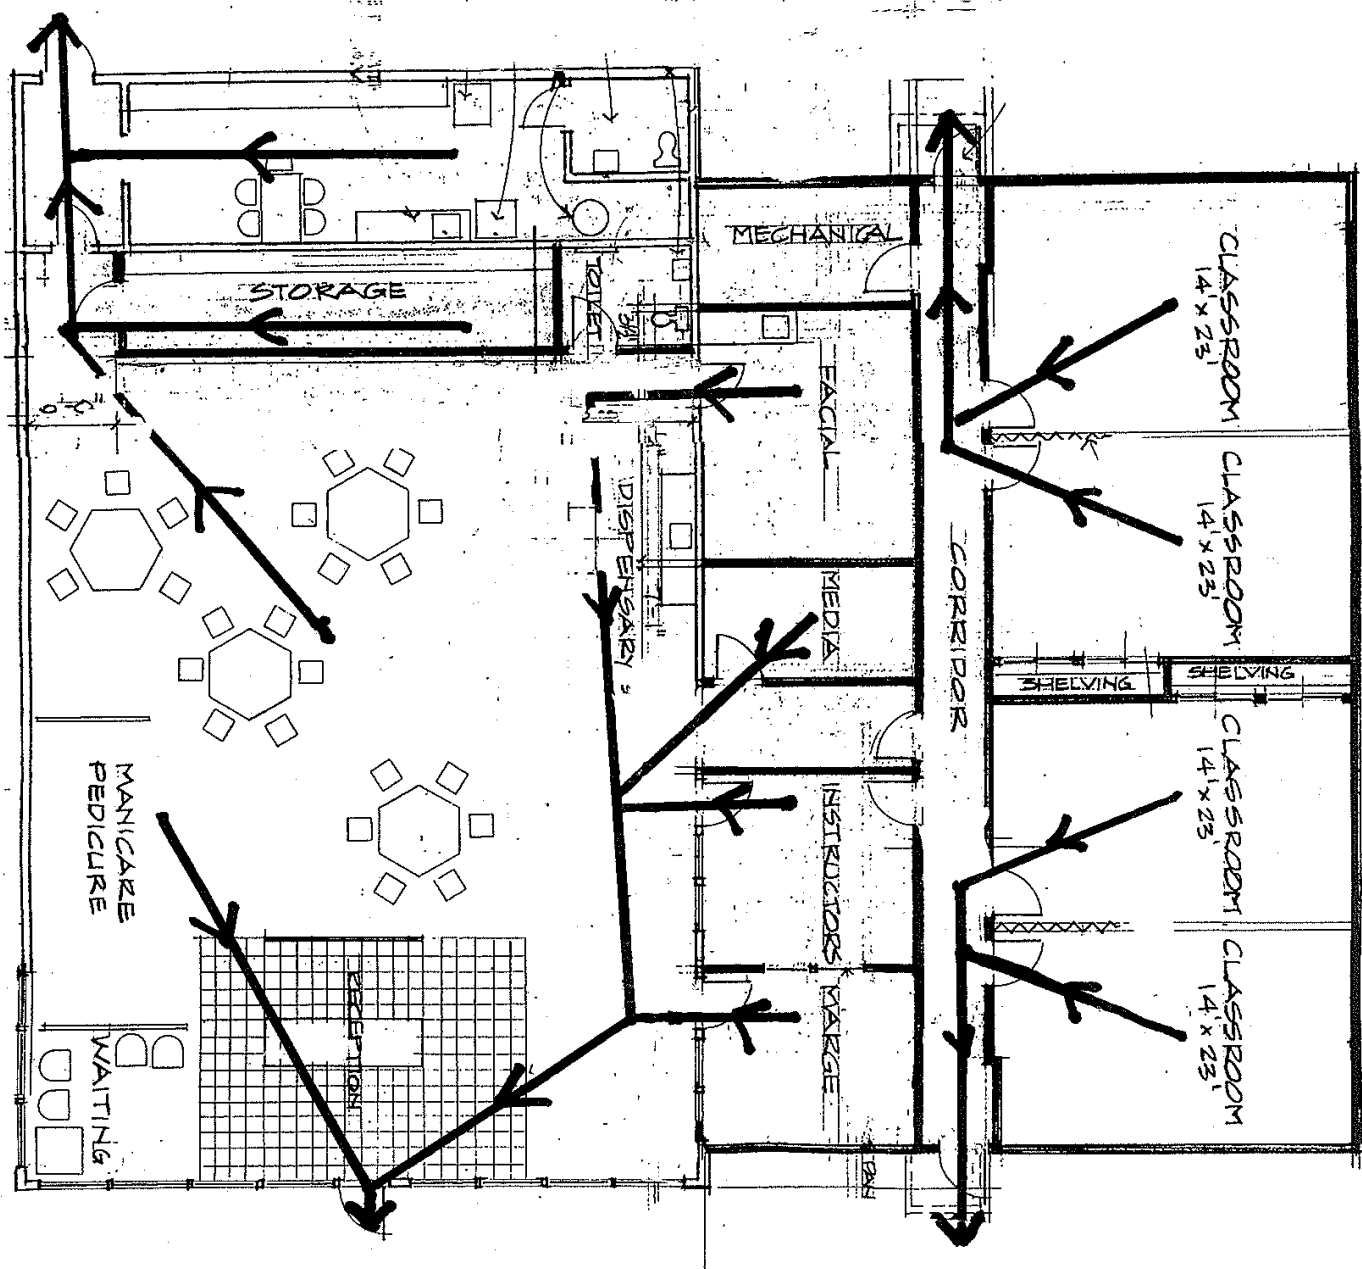 MECHANICAL
STORAGE
TOILET
CLASSROOM
14' x 23'
FACIAL
CLASSROOM
14' x 23'
DISPENSARY
CORRIDOR
MEDIA
SHELVING
SHELVING
MANICARE
PEDICURE
CLASSROOM
14' x 23'
INSTRUCTORS
CLASSROOM
14' x 23'
RECEPTION
MARGE
WAITING